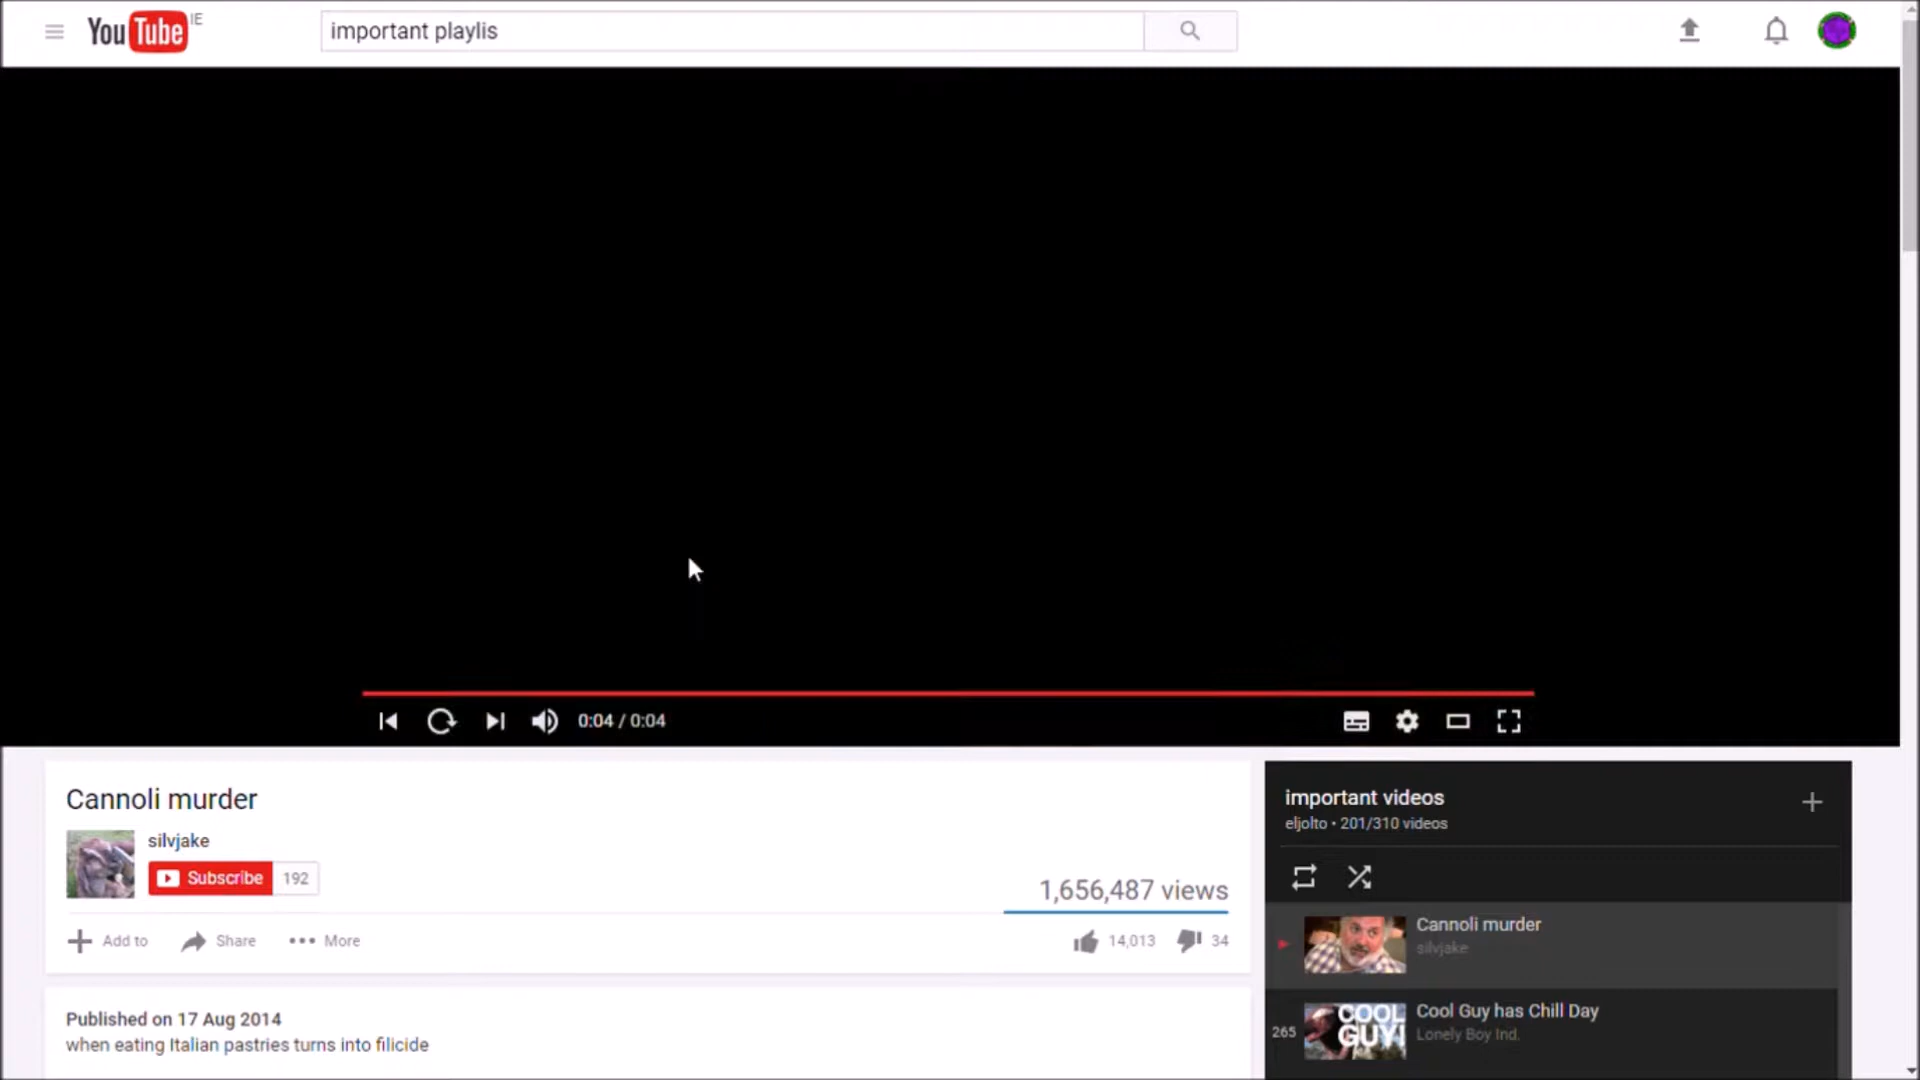 YouTube IE
important playlis
0:04 / 0:04
Cannoli murder
silvjake
Subscribe 192
1,656,487 views
Add to Share More 14,013 34
Published on 17 Aug 2014
when eating Italian pastries turns into filicide
important videos
eljolto • 201/310 videos
Cannoli murder
silvjake
265
COOL
GUY!
Cool Guy has Chill Day
Lonely Boy Ind.